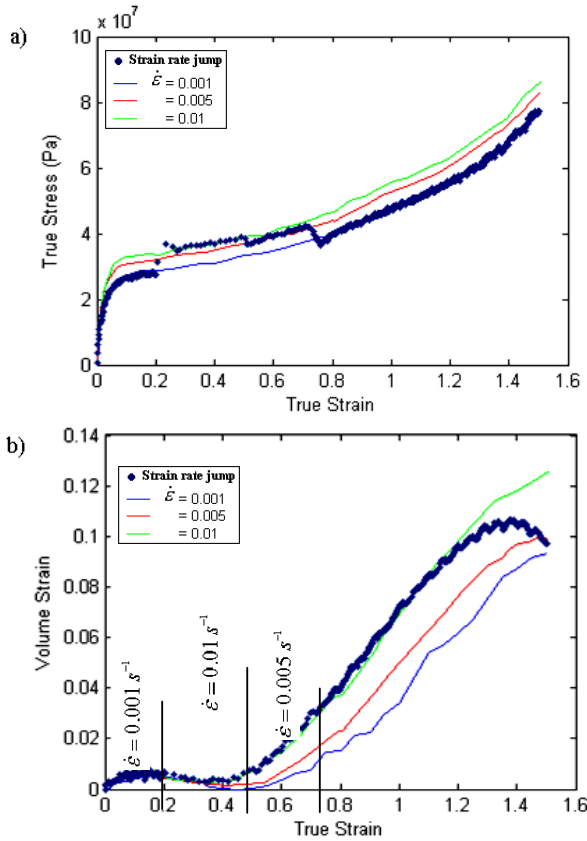 a)
x 10⁷
10
8
6
4
2
0
True Stress (Pa)
Strain rate jump
ε̇ = 0.001
= 0.005
= 0.01
0 0.2 0.4 0.6 0.8 1 1.2 1.4 1.6
True Strain
b)
0.14
0.12
0.1
0.08
0.06
0.04
0.02
0
Volume Strain
Strain rate jump
ε̇ = 0.001
= 0.005
= 0.01
ε̇ = 0.001 s⁻¹
ε̇ = 0.01 s⁻¹
ε̇ = 0.005 s⁻¹
0 0.2 0.4 0.6 0.8 1 1.2 1.4 1.6
True Strain